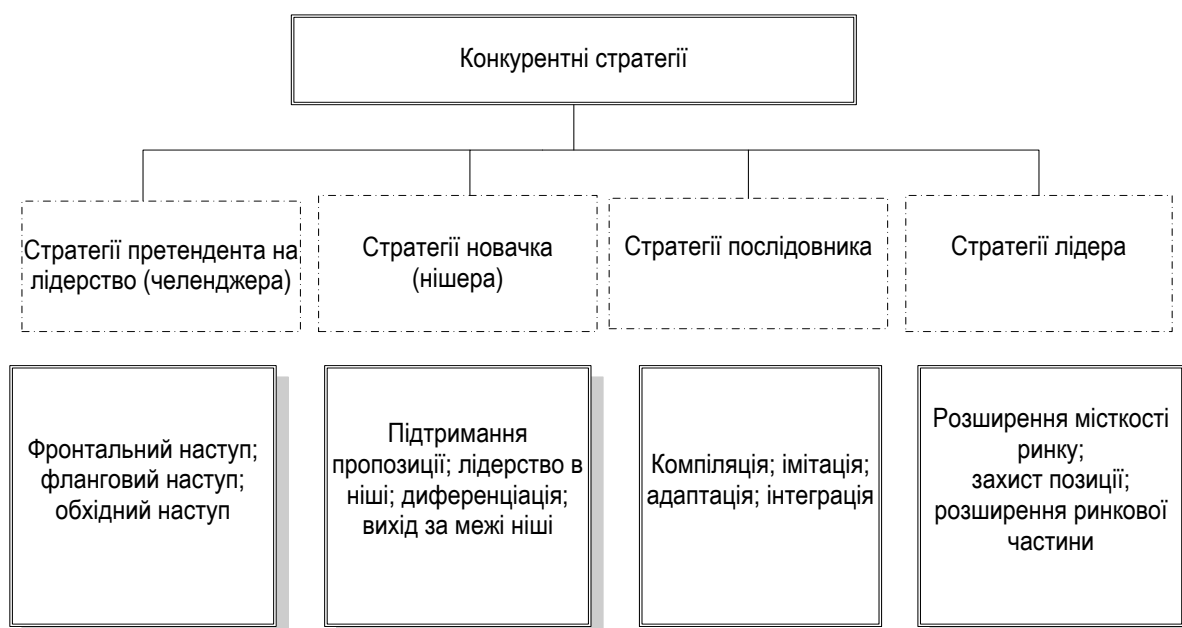 Конкурентні стратегії
Стратегії претендента на
лідерство (челенджера)
Стратегії новачка
(нішера)
Стратегії послідовника
Стратегії лідера
Фронтальний наступ;
фланговий наступ;
обхідний наступ
Підтримання
пропозиції; лідерство в
ніші; диференціація;
вихід за межі ніші
Компіляція; імітація;
адаптація; інтеграція
Розширення місткості
ринку;
захист позиції;
розширення ринкової
частини